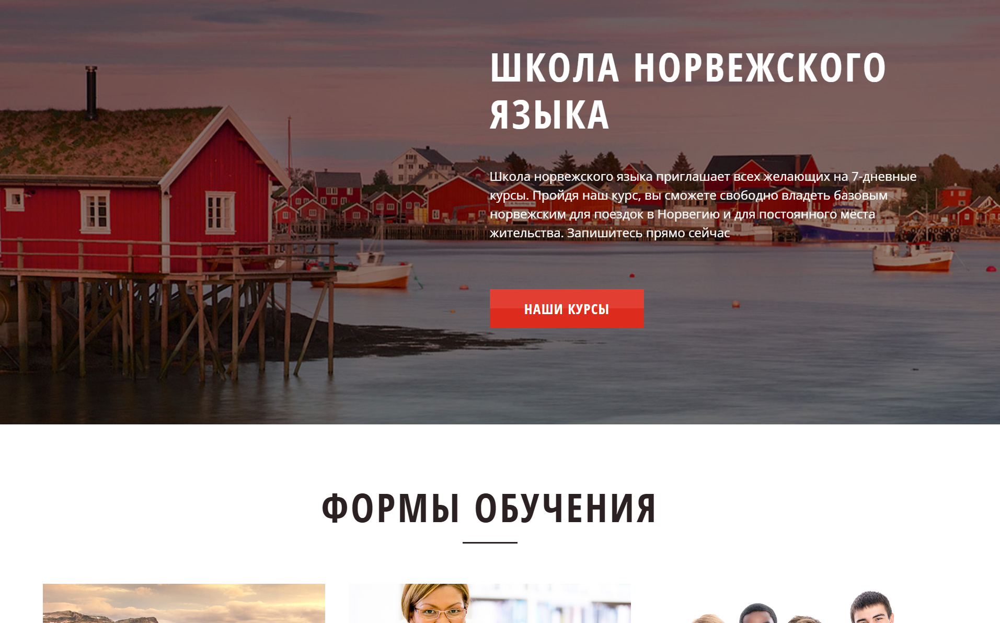 ШКОЛА НОРВЕЖСКОГО
ЯЗЫКА
Школа норвежского языка приглашает всех желающих на 7-дневные
курсы. Пройдя наш курс, вы сможете свободно владеть базовым
норвежским для поездок в Норвегию и для постоянного места
жительства. Запишитесь прямо сейчас
НАШИ КУРСЫ
ФОРМЫ ОБУЧЕНИЯ